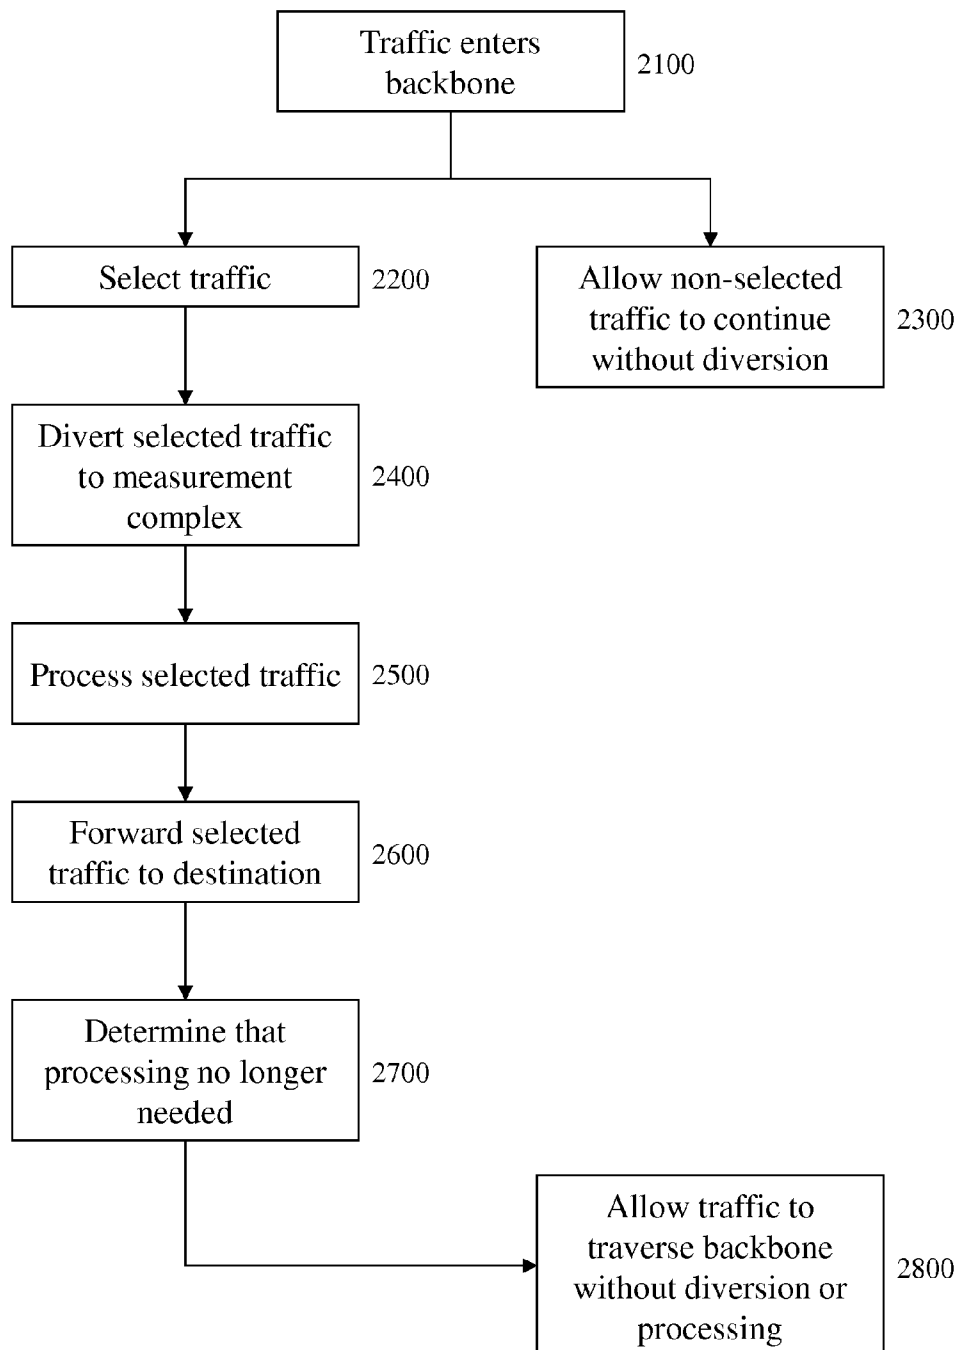 Traffic enters
backbone
2100
Select traffic
2200
Allow non-selected
traffic to continue
without diversion
2300
Divert selected traffic
to measurement
complex
2400
Process selected traffic
2500
Forward selected
traffic to destination
2600
Determine that
processing no longer
needed
2700
Allow traffic to
traverse backbone
without diversion or
processing
2800